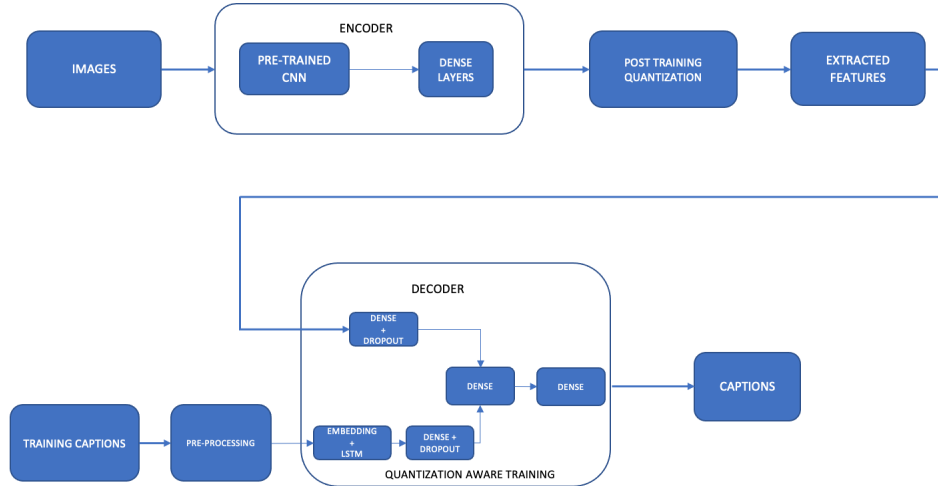 ENCODER
IMAGES
PRE-TRAINED
CNN
DENSE
LAYERS
POST TRAINING
QUANTIZATION
EXTRACTED
FEATURES
DECODER
DENSE
+
DROPOUT
DENSE
DENSE
CAPTIONS
TRAINING CAPTIONS
PRE-PROCESSING
EMBEDDING
+
LSTM
DENSE +
DROPOUT
QUANTIZATION AWARE TRAINING